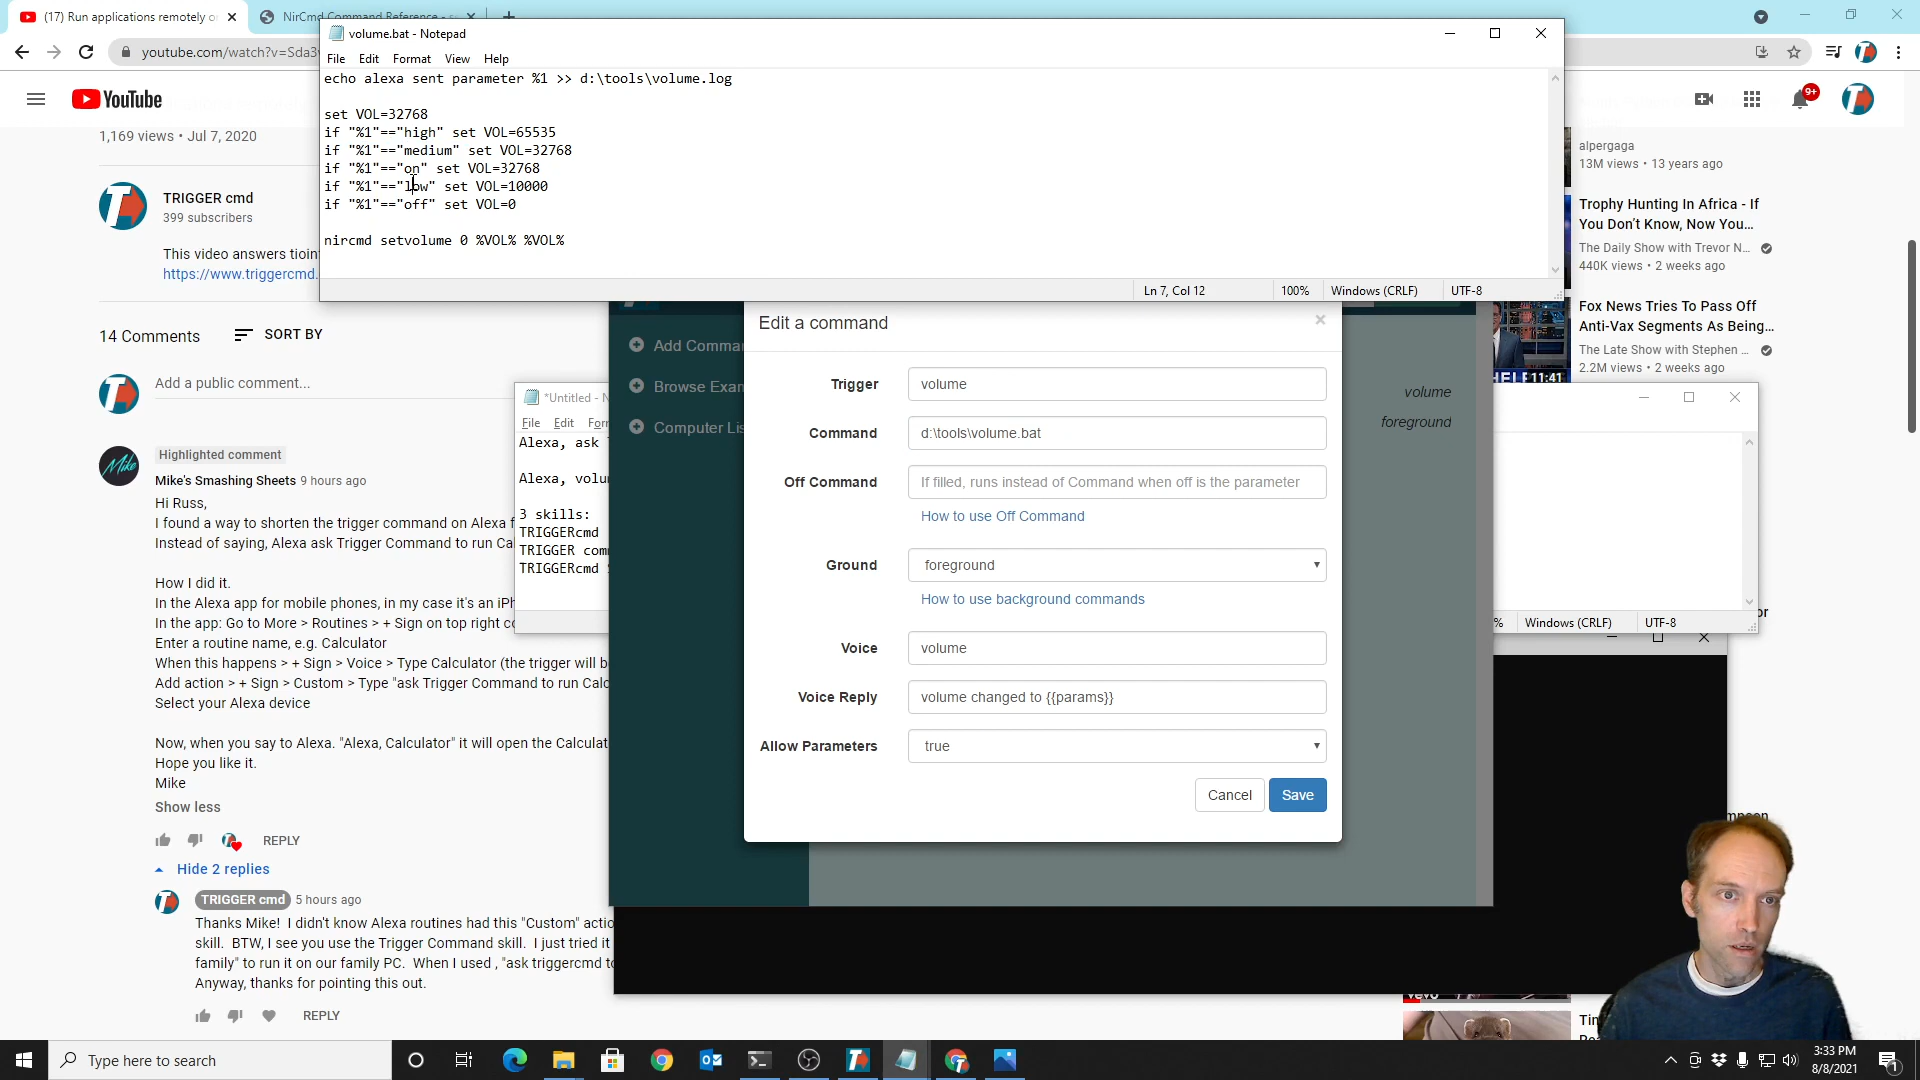 (17) Run applications remotely or
NirCmd Command Reference - s
youtube.com/watch?v=Sda3
volume.bat - Notepad
File Edit Format View Help
echo alexa sent parameter %1 >> d:\tools\volume.log
set VOL=32768
if "%1"=="high" set VOL=65535
if "%1"=="medium" set VOL=32768
if "%1"=="on" set VOL=32768
if "%1"=="low" set VOL=10000
if "%1"=="off" set VOL=0
nircmd setvolume 0 %VOL% %VOL%
Ln 7, Col 12 100% Windows (CRLF) UTF-8
YouTube
9+
1,169 views • Jul 7, 2020
TRIGGER cmd
399 subscribers
This video answers tioint
https://www.triggercmd.
14 Comments SORT BY
Add a public comment...
Highlighted comment
Mike's Smashing Sheets 9 hours ago
Hi Russ,
I found a way to shorten the trigger command on Alexa f
Instead of saying, Alexa ask Trigger Command to run Cal
How I did it.
In the Alexa app for mobile phones, in my case it's an iPh
In the app: Go to More > Routines > + Sign on top right co
Enter a routine name, e.g. Calculator
When this happens > + Sign > Voice > Type Calculator (the trigger will b
Add action > + Sign > Custom > Type "ask Trigger Command to run Calc
Select your Alexa device
Now, when you say to Alexa. "Alexa, Calculator" it will open the Calculat
Hope you like it.
Mike
Show less
REPLY
Hide 2 replies
TRIGGER cmd 5 hours ago
Thanks Mike! I didn't know Alexa routines had this "Custom" actio
skill. BTW, I see you use the Trigger Command skill. I just tried it
family" to run it on our family PC. When I used , "ask triggercmd to
Anyway, thanks for pointing this out.
REPLY
*Untitled - N
File Edit Forn
Alexa, ask
Alexa, volu
3 skills:
TRIGGERcmd
TRIGGER com
TRIGGERcmd
Windows (CRLF) UTF-8
Add Comma
Browse Exan
Computer Lis
volume
foreground
Edit a command
Trigger volume
Command d:\tools\volume.bat
Off Command If filled, runs instead of Command when off is the parameter
How to use Off Command
Ground foreground
How to use background commands
Voice volume
Voice Reply volume changed to {{params}}
Allow Parameters true
Cancel Save
alpergaga
13M views • 13 years ago
Trophy Hunting In Africa - If
You Don't Know, Now You...
The Daily Show with Trevor N...
440K views • 2 weeks ago
Fox News Tries To Pass Off
Anti-Vax Segments As Being...
The Late Show with Stephen ...
2.2M views • 2 weeks ago
11:41
Type here to search
3:33 PM
8/8/2021
1